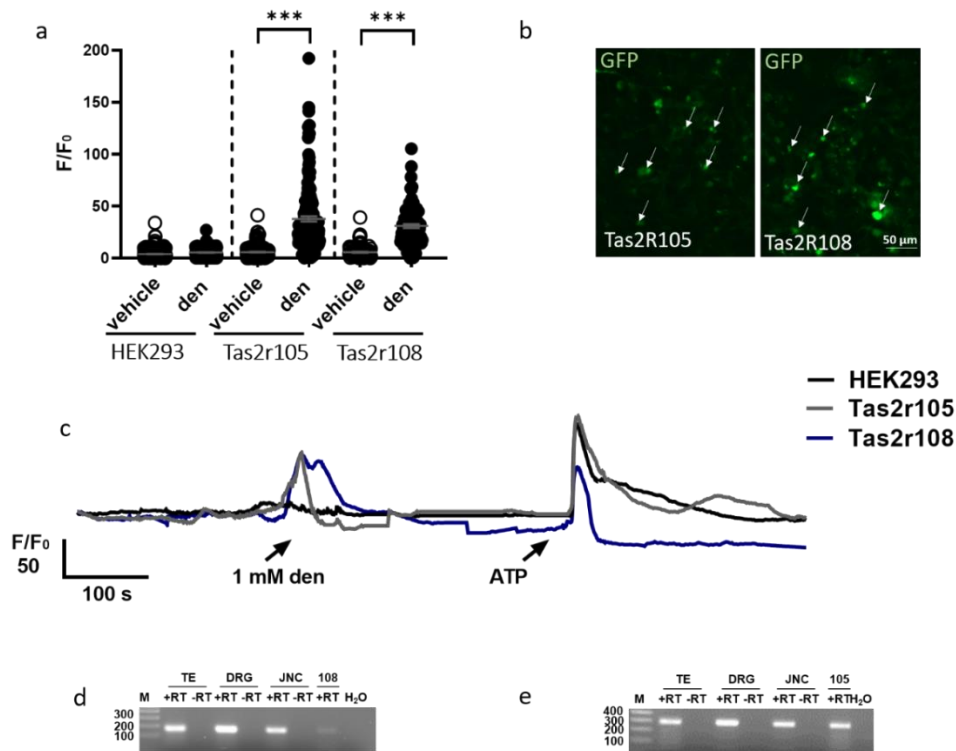 a
*** ***
200
150
100
50
0
F/F0
vehicle den vehicle den vehicle den
HEK293 Tas2r105 Tas2r108
b
GFP GFP
Tas2R105 Tas2R108
50 µm
HEK293
Tas2r105
Tas2r108
c
F/F0
50
100 s
1 mM den
ATP
d
TE DRG JNC 108
M +RT -RT +RT -RT +RT -RT +RT H2O
300
200
100
e
TE DRG JNC 105
M +RT -RT +RT -RT +RT -RT +RTH2O
400
300
200
100